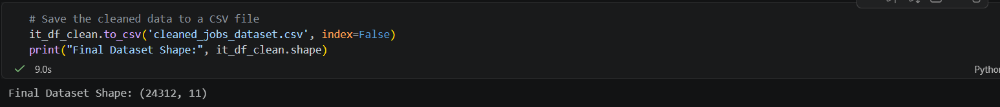 # Save the cleaned data to a CSV file
it_df_clean.to_csv('cleaned_jobs_dataset.csv', index=False)
print("Final Dataset Shape:", it_df_clean.shape)
9.0s
Pytho
Final Dataset Shape: (24312, 11)